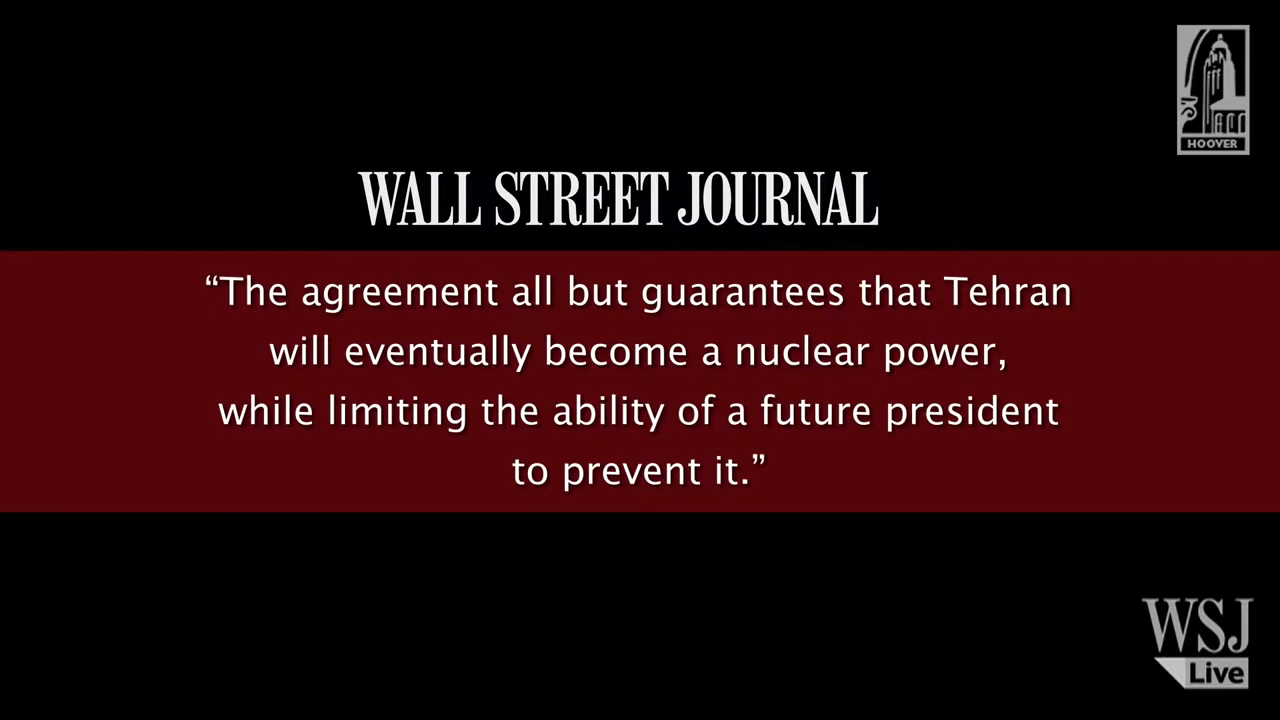 HOOVER
WALL STREET JOURNAL
“The agreement all but guarantees that Tehran
will eventually become a nuclear power,
while limiting the ability of a future president
to prevent it.”
WSJ
Live